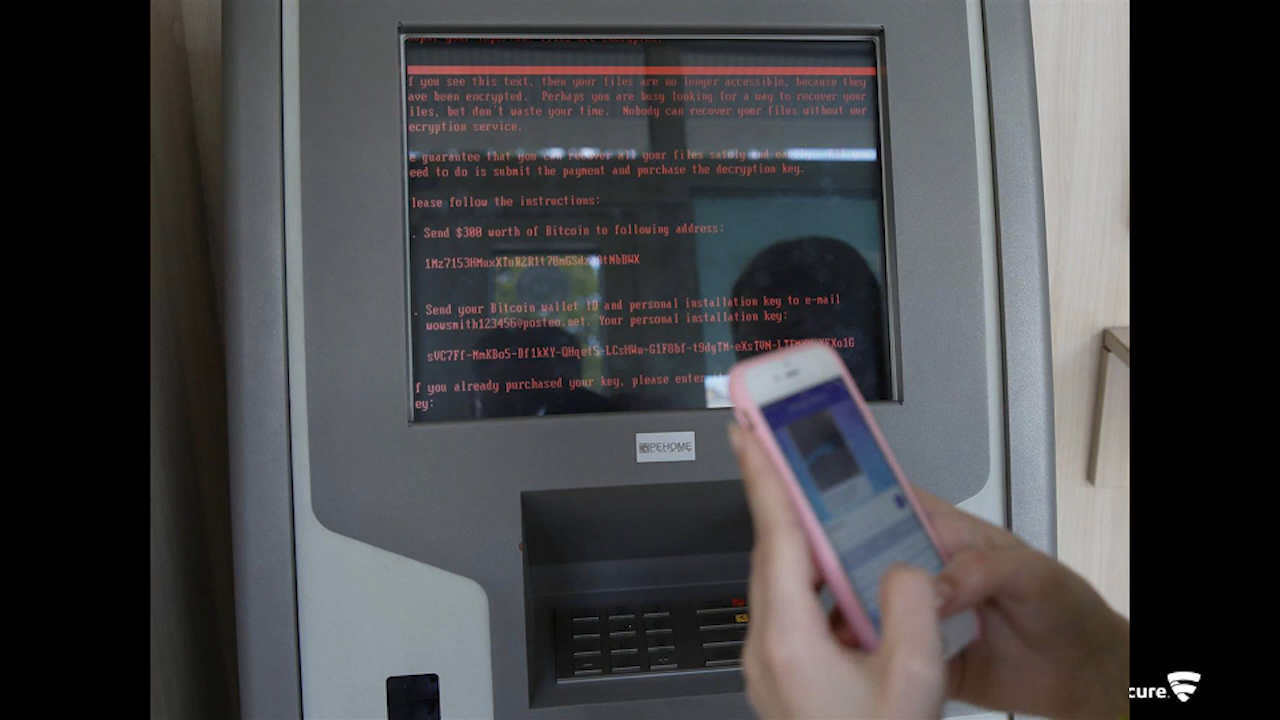 f you see this text, then your files are no longer accessible, because they
ave been encrypted. Perhaps you are busy looking for a way to recover your
iles, but don't waste your time. Nobody can recover your files without our
ecryption service.
e guarantee that you can recover all your files safely and easily. All you
eed to do is submit the payment and purchase the decryption key.
lease follow the instructions:
. Send $300 worth of Bitcoin to following address:
. Send your Bitcoin wallet ID and personal installation key to e-mail
wowsmith123456@posteo.net. Your personal installation key:
f you already purchased your key, please enter
ey:
cure